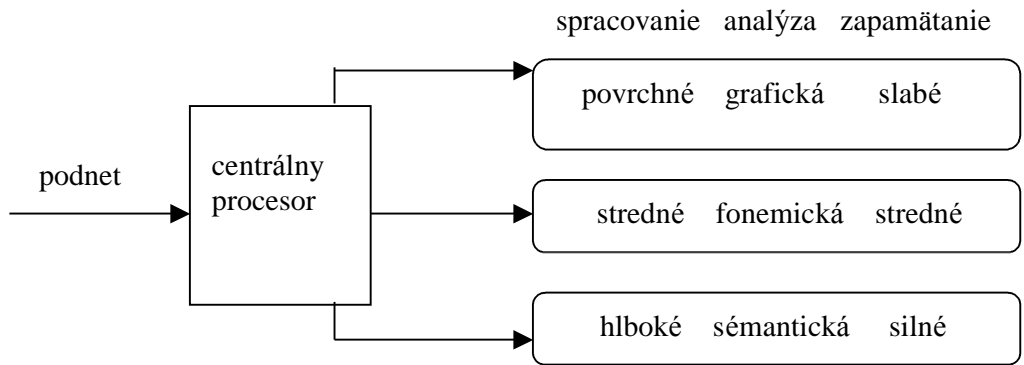 spracovanie analýza zapamätanie
povrchné grafická slabé
podnet
centrálny
procesor
stredné fonemická stredné
hlboké sémantická silné